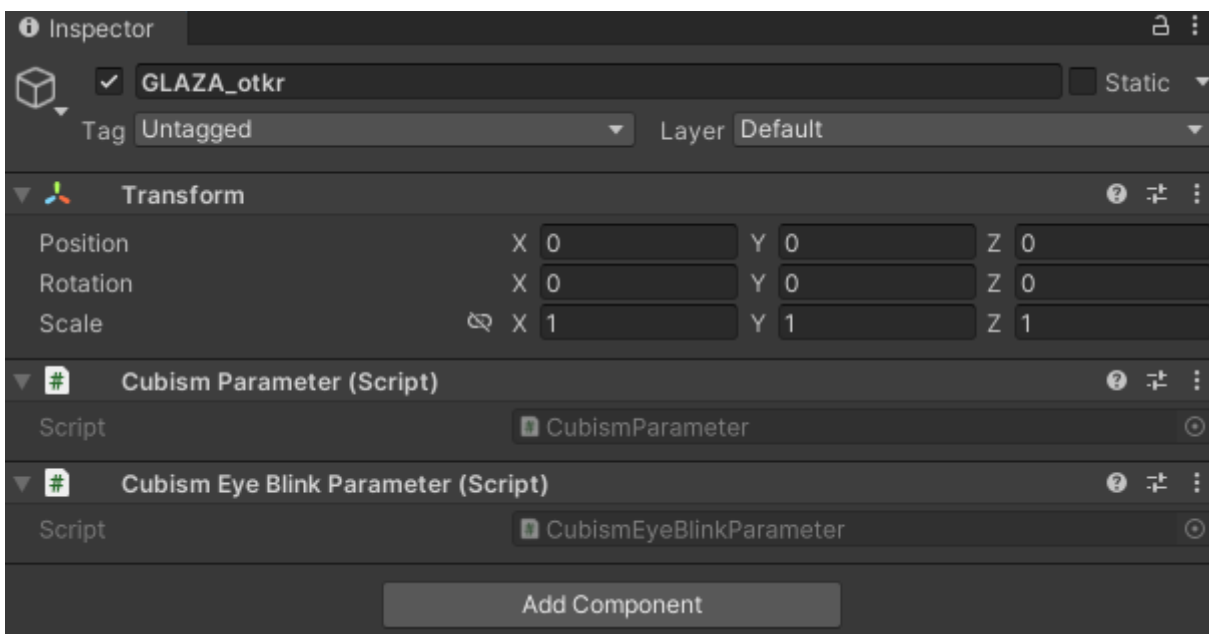 Inspector
GLAZA_otkr Static
Tag Untagged Layer Default
Transform
Position X 0 Y 0 Z 0
Rotation X 0 Y 0 Z 0
Scale X 1 Y 1 Z 1
# Cubism Parameter (Script)
Script # CubismParameter
# Cubism Eye Blink Parameter (Script)
Script # CubismEyeBlinkParameter
Add Component